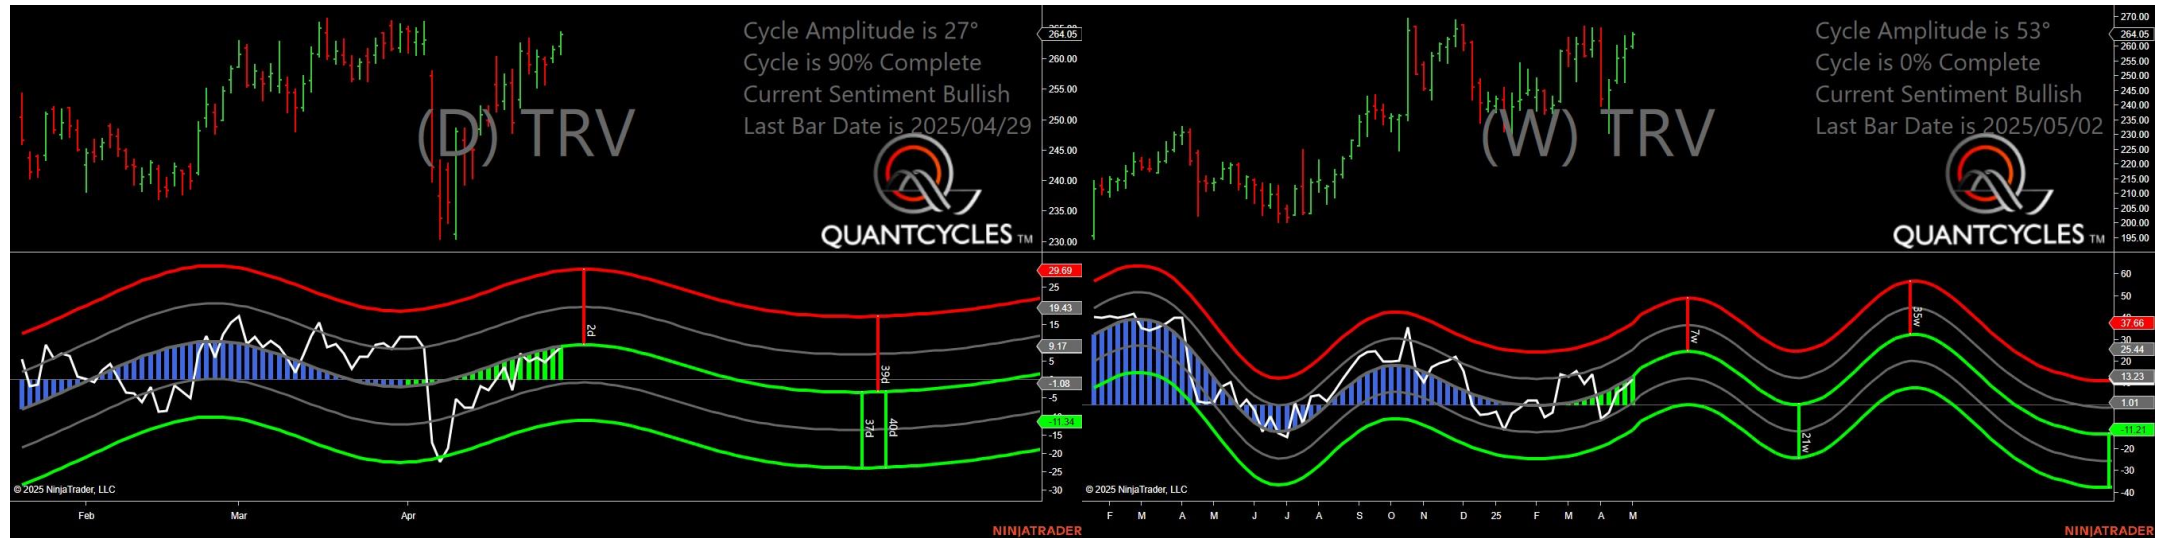 Cycle Amplitude is 27°
Cycle is 90% Complete
Current Sentiment Bullish
Last Bar Date is 2025/04/29
(D) TRV
QUANTCYCLES TM
264.05
260.00
255.00
250.00
245.00
240.00
235.00
230.00
29.69
25
19.43
15
9.17
5
-1.08
-5
-11.34
-15
-20
-25
-30
2d
39d
37d
40d
© 2025 NinjaTrader, LLC
Feb
Mar
Apr
NINJATRADER
Cycle Amplitude is 53°
Cycle is 0% Complete
Current Sentiment Bullish
Last Bar Date is 2025/05/02
(W) TRV
QUANTCYCLES TM
270.00
264.05
260.00
255.00
250.00
245.00
240.00
235.00
230.00
225.00
220.00
215.00
210.00
205.00
200.00
195.00
60
50
37.66
30
25.44
20
13.23
1.01
-11.21
-20
-30
-40
7w
35w
21w
© 2025 NinjaTrader, LLC
F
M
A
M
J
J
A
S
O
N
D
25
F
M
A
M
NINJATRADER